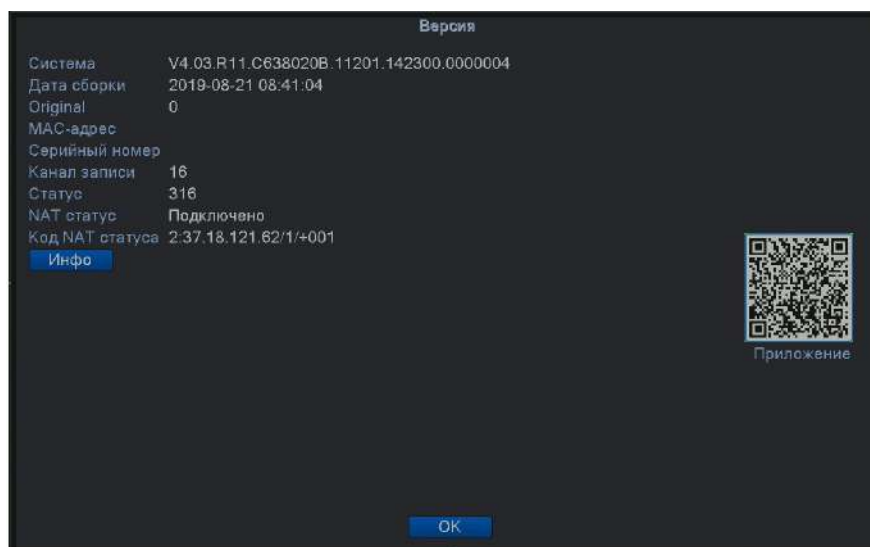 Версия
Система V4.03.R11.C638020B.11201.142300.0000004
Дата сборки 2019-08-21 08:41:04
Original 0
MAC-адрес
Серийный номер
Канал записи 16
Статус 316
NAT статус Подключено
Код NAT статуса 2:37.18.121.62/1/+001
Инфо
Приложение
OK